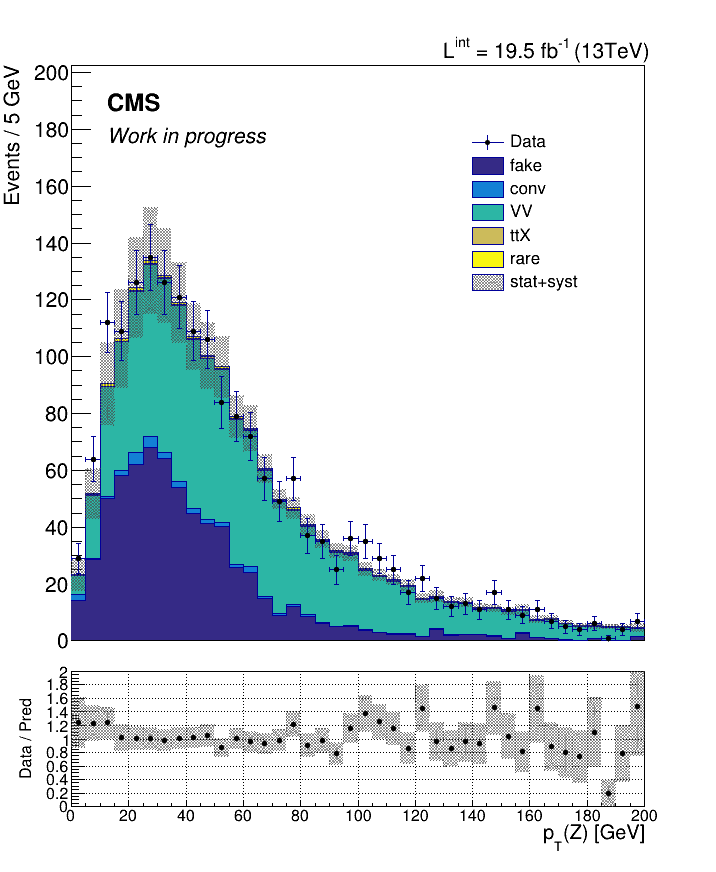 L^int = 19.5 fb^-1 (13TeV)
Events / 5 GeV
200
180
160
140
120
100
80
60
40
20
0
CMS
Work in progress
Data
fake
conv
VV
ttX
rare
stat+syst
Data / Pred
2
1.8
1.6
1.4
1.2
1
0.8
0.6
0.4
0.2
0
0 20 40 60 80 100 120 140 160 180 200
p_T(Z) [GeV]